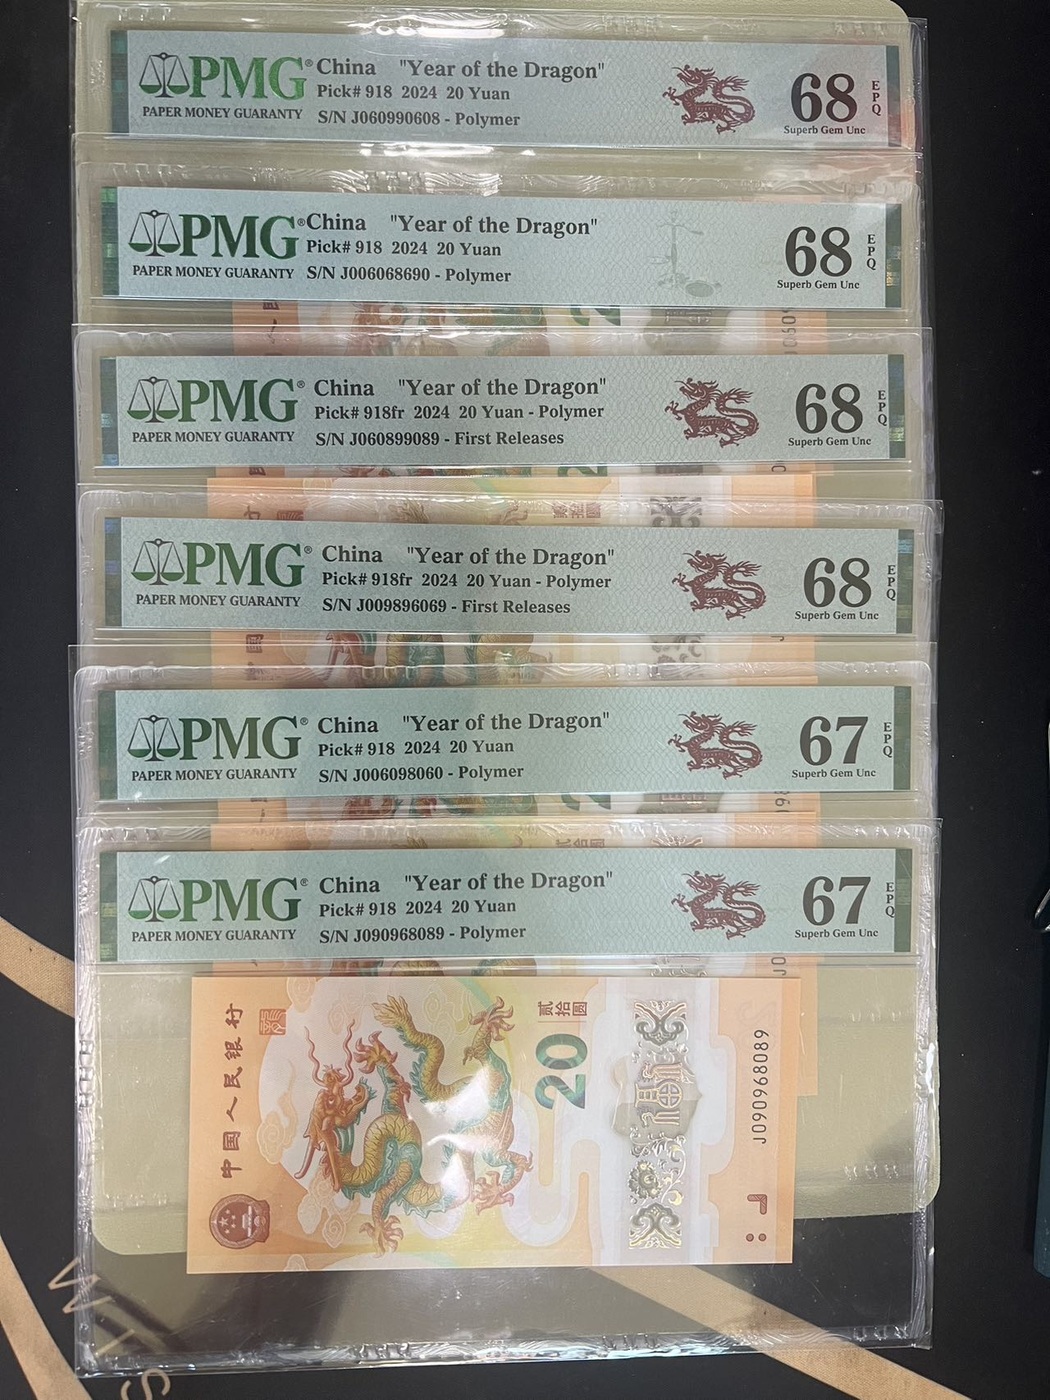 PMG®
PAPER MONEY GUARANTY
China "Year of the Dragon"
Pick# 918 2024 20 Yuan
S/N J060990608 - Polymer
68
EPQ
Superb Gem Unc
PMG®
PAPER MONEY GUARANTY
China "Year of the Dragon"
Pick# 918 2024 20 Yuan
S/N J006068690 - Polymer
68
EPQ
Superb Gem Unc
PMG®
PAPER MONEY GUARANTY
China "Year of the Dragon"
Pick# 918fr 2024 20 Yuan - Polymer
S/N J060899089 - First Releases
68
EPQ
Superb Gem Unc
PMG®
PAPER MONEY GUARANTY
China "Year of the Dragon"
Pick# 918fr 2024 20 Yuan - Polymer
S/N J009896069 - First Releases
68
EPQ
Superb Gem Unc
PMG®
PAPER MONEY GUARANTY
China "Year of the Dragon"
Pick# 918 2024 20 Yuan
S/N J006098060 - Polymer
67
EPQ
Superb Gem Unc
PMG®
PAPER MONEY GUARANTY
China "Year of the Dragon"
Pick# 918 2024 20 Yuan
S/N J090968089 - Polymer
67
EPQ
Superb Gem Unc
中国人民银行
贰拾圆
20
J090968089